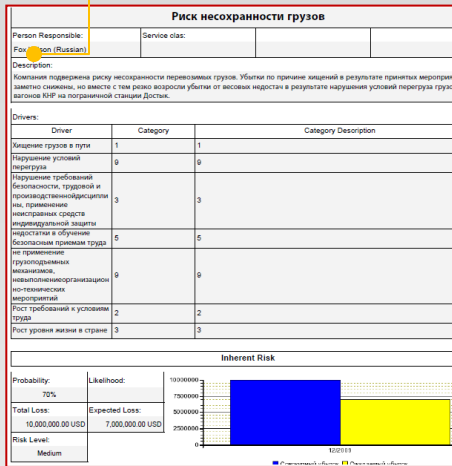 Риск несохранности грузов
Person Responsible:
Service clas:
(Russian)
Description:
Компания подвержена риску несохранности перевозимых грузов. Убытки по причине хищений в результате принятых
заметно снижены, но вместе с тем резко возросли убытки от весовых недостач в результате нарушения условий перегруза
вагонов КНР на пограничной станции Достык.
Drivers:
Driver Category Category Description
Хищение грузов в пути 1 1
Нарушение условий
перегруза 9 9
Нарушение требований
безопасности, трудовой и
производственнойдисципли
ны, применение 3 3
неисправных средств
индивидуальной защиты
недостатки в обучение
безопасным приемам труда 5 5
не применение
грузоподъемных
механизмов,
невыполнениеорганизацион 9 9
но-технических
мероприятий
Рост требований к условиям
труда 2 2
Рост уровня жизни в стране 3 3
Inherent Risk
Probability: Likelihood:
70%
Total Loss: Expected Loss:
10,000,000.00 USD 7,000,000.00 USD
Risk Level:
Medium
10000000
7500000
5000000
2500000
0